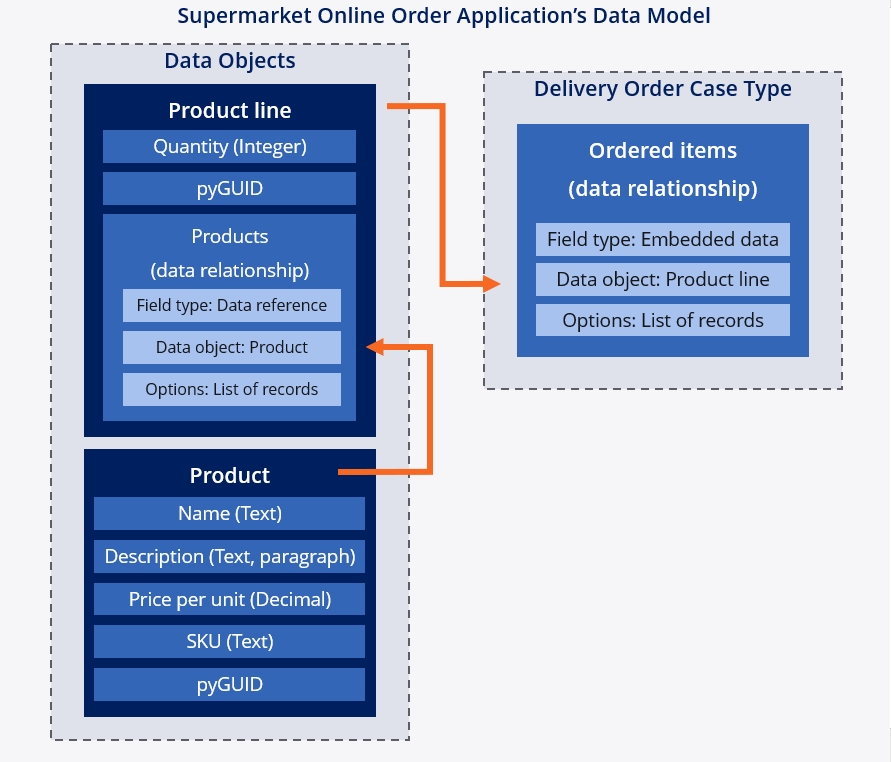 Supermarket Online Order Application's Data Model
Data Objects
Product line
Quantity (Integer)
pyGUID
Products
(data relationship)
Field type: Data reference
Data object: Product
Options: List of records
Product
Name (Text)
Description (Text, paragraph)
Price per unit (Decimal)
SKU (Text)
pyGUID
Delivery Order Case Type
Ordered items
(data relationship)
Field type: Embedded data
Data object: Product line
Options: List of records